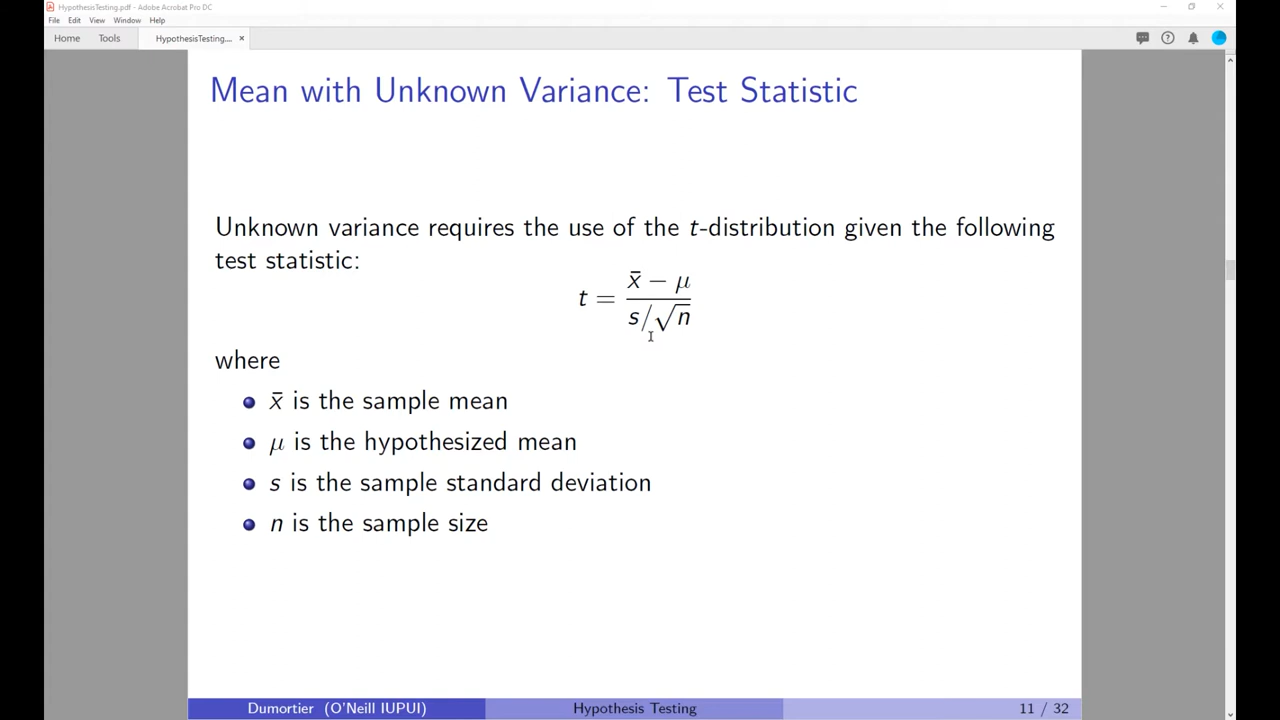 HypothesisTesting.pdf - Adobe Acrobat Pro DC
File Edit View Window Help
Home Tools HypothesisTesting.... ×
Mean with Unknown Variance: Test Statistic
Unknown variance requires the use of the t-distribution given the following
test statistic:
t = (x̄ − μ) / (s/√n)
where
x̄ is the sample mean
μ is the hypothesized mean
s is the sample standard deviation
n is the sample size
Dumortier (O'Neill IUPUI) Hypothesis Testing 11 / 32